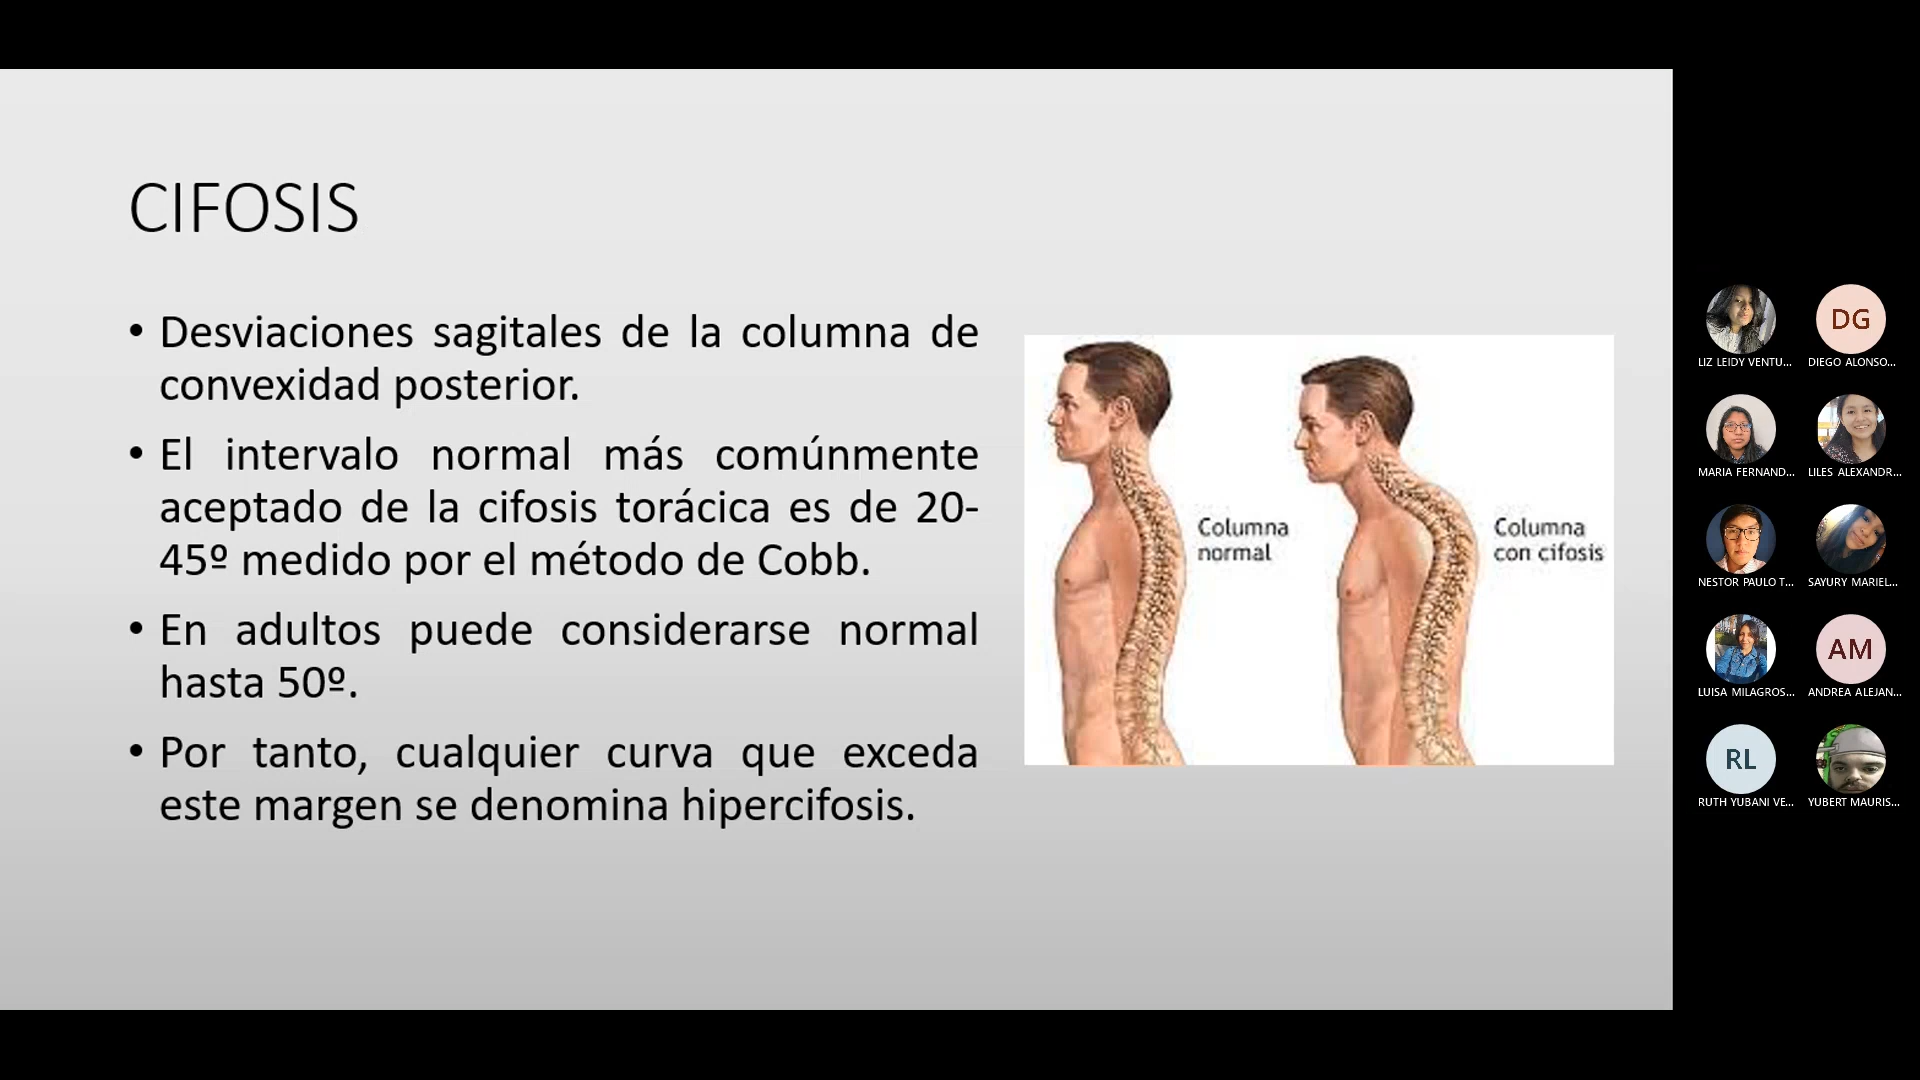 CIFOSIS
• Desviaciones sagitales de la columna de
convexidad posterior.
• El intervalo normal más comúnmente
aceptado de la cifosis torácica es de 20-
45º medido por el método de Cobb.
• En adultos puede considerarse normal
hasta 50º.
• Por tanto, cualquier curva que exceda
este margen se denomina hipercifosis.
Columna
normal
Columna
con cifosis
DG
LIZ LEIDY VENTU...
DIEGO ALONSO...
MARIA FERNAND...
LILES ALEXANDR...
NESTOR PAULO T...
SAYURY MARIEL...
AM
LUISA MILAGROS...
ANDREA ALEJAN...
RL
RUTH YUBANI VE...
YUBERT MAURIS...